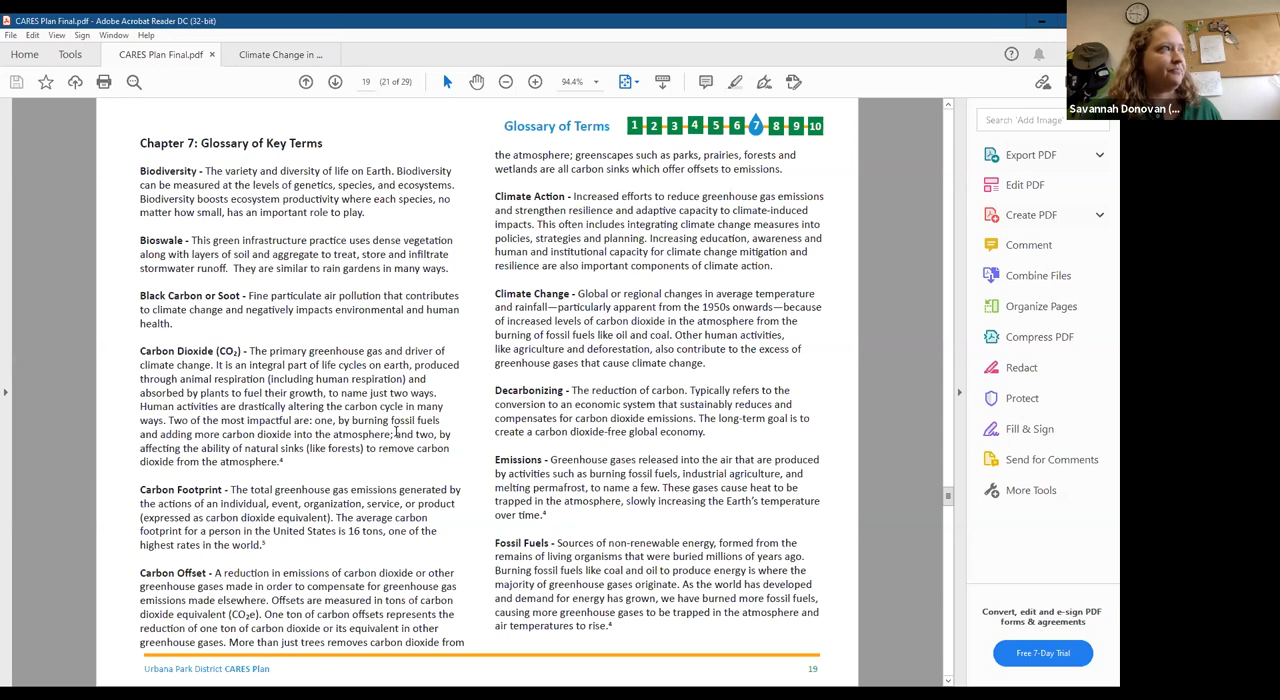 CARES Plan Final.pdf - Adobe Acrobat Reader DC (32-bit)
File Edit View Sign Window Help
Home Tools CARES Plan Final.pdf × Climate Change in ...
19 (21 of 29) 94.4%
Savannah Donovan (...
Glossary of Terms 1 2 3 4 5 6 7 8 9 10
Chapter 7: Glossary of Key Terms
Biodiversity - The variety and diversity of life on Earth. Biodiversity
can be measured at the levels of genetics, species, and ecosystems.
Biodiversity boosts ecosystem productivity where each species, no
matter how small, has an important role to play.
Bioswale - This green infrastructure practice uses dense vegetation
along with layers of soil and aggregate to treat, store and infiltrate
stormwater runoff. They are similar to rain gardens in many ways.
Black Carbon or Soot - Fine particulate air pollution that contributes
to climate change and negatively impacts environmental and human
health.
Carbon Dioxide (CO₂) - The primary greenhouse gas and driver of
climate change. It is an integral part of life cycles on earth, produced
through animal respiration (including human respiration) and
absorbed by plants to fuel their growth, to name just two ways.
Human activities are drastically altering the carbon cycle in many
ways. Two of the most impactful are: one, by burning fossil fuels
and adding more carbon dioxide into the atmosphere; and two, by
affecting the ability of natural sinks (like forests) to remove carbon
dioxide from the atmosphere.⁴
Carbon Footprint - The total greenhouse gas emissions generated by
the actions of an individual, event, organization, service, or product
(expressed as carbon dioxide equivalent). The average carbon
footprint for a person in the United States is 16 tons, one of the
highest rates in the world.⁵
Carbon Offset - A reduction in emissions of carbon dioxide or other
greenhouse gases made in order to compensate for greenhouse gas
emissions made elsewhere. Offsets are measured in tons of carbon
dioxide equivalent (CO₂e). One ton of carbon offsets represents the
reduction of one ton of carbon dioxide or its equivalent in other
greenhouse gases. More than just trees removes carbon dioxide from
the atmosphere; greenscapes such as parks, prairies, forests and
wetlands are all carbon sinks which offer offsets to emissions.
Climate Action - Increased efforts to reduce greenhouse gas emissions
and strengthen resilience and adaptive capacity to climate-induced
impacts. This often includes integrating climate change measures into
policies, strategies and planning. Increasing education, awareness and
human and institutional capacity for climate change mitigation and
resilience are also important components of climate action.
Climate Change - Global or regional changes in average temperature
and rainfall—particularly apparent from the 1950s onwards—because
of increased levels of carbon dioxide in the atmosphere from the
burning of fossil fuels like oil and coal. Other human activities,
like agriculture and deforestation, also contribute to the excess of
greenhouse gases that cause climate change.
Decarbonizing - The reduction of carbon. Typically refers to the
conversion to an economic system that sustainably reduces and
compensates for carbon dioxide emissions. The long-term goal is to
create a carbon dioxide-free global economy.
Emissions - Greenhouse gases released into the air that are produced
by activities such as burning fossil fuels, industrial agriculture, and
melting permafrost, to name a few. These gases cause heat to be
trapped in the atmosphere, slowly increasing the Earth's temperature
over time.⁴
Fossil Fuels - Sources of non-renewable energy, formed from the
remains of living organisms that were buried millions of years ago.
Burning fossil fuels like coal and oil to produce energy is where the
majority of greenhouse gases originate. As the world has developed
and demand for energy has grown, we have burned more fossil fuels,
causing more greenhouse gases to be trapped in the atmosphere and
air temperatures to rise.⁴
Urbana Park District CARES Plan 19
Search 'Add Image'
Export PDF
Edit PDF
Create PDF
Comment
Combine Files
Organize Pages
Compress PDF
Redact
Protect
Fill & Sign
Send for Comments
More Tools
Convert, edit and e-sign PDF
forms & agreements
Free 7-Day Trial